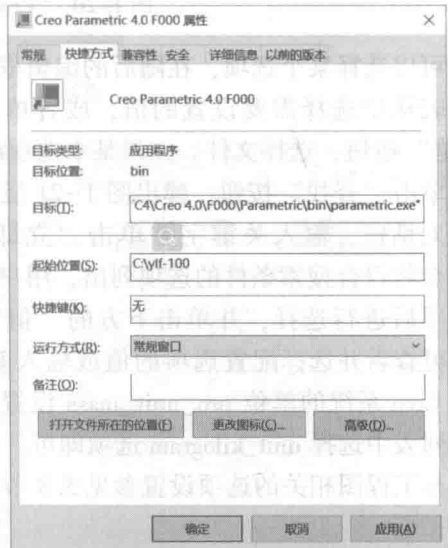 Creo Parametric 4.0 F000 属性
常规 快捷方式 兼容性 安全 详细信息 以前的版本
Creo Parametric 4.0 F000
目标类型: 应用程序
目标位置: bin
目标(T): "C4\Creo 4.0\F000\Parametric\bin\parametric.exe"
起始位置(S): C:\ylf-100
快捷键(K): 无
运行方式(R): 常规窗口
备注(O):
打开文件所在的位置(F) 更改图标(C)... 高级(D)...
确定 取消 应用(A)